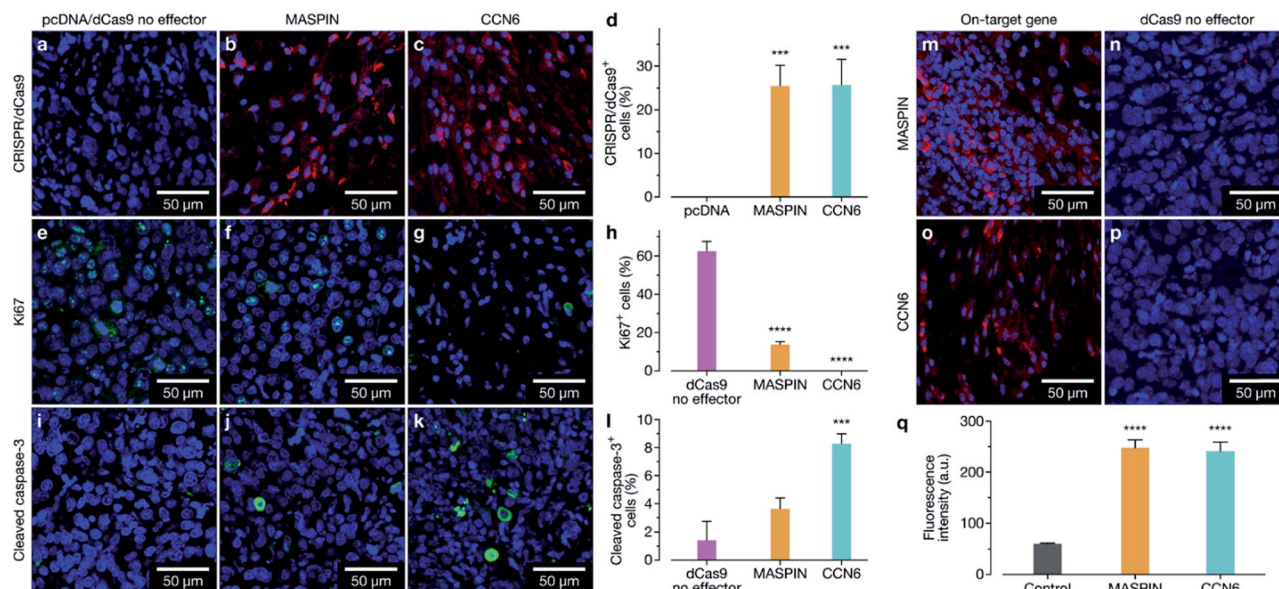 pcDNA/dCas9 no effector
MASPIN
CCN6
d
On-target gene
dCas9 no effector
CRISPR/dCas9
a
50 µm
b
50 µm
c
50 µm
CRISPR/dCas9+
cells (%)
30
20
10
0
***
***
pcDNA
MASPIN
CCN6
MASPIN
m
50 µm
n
50 µm
Ki67
e
50 µm
f
50 µm
g
50 µm
h
Ki67+ cells (%)
60
40
20
10
0
****
****
dCas9
no effector
MASPIN
CCN6
CCN6
o
50 µm
p
50 µm
Cleaved caspase-3
i
50 µm
j
50 µm
k
50 µm
l
Cleaved caspase-3+
cells (%)
10
8
6
4
2
0
***
dCas9
no effector
MASPIN
CCN6
q
Fluorescence
intensity (a.u.)
300
250
100
50
0
****
****
Control
MASPIN
CCN6